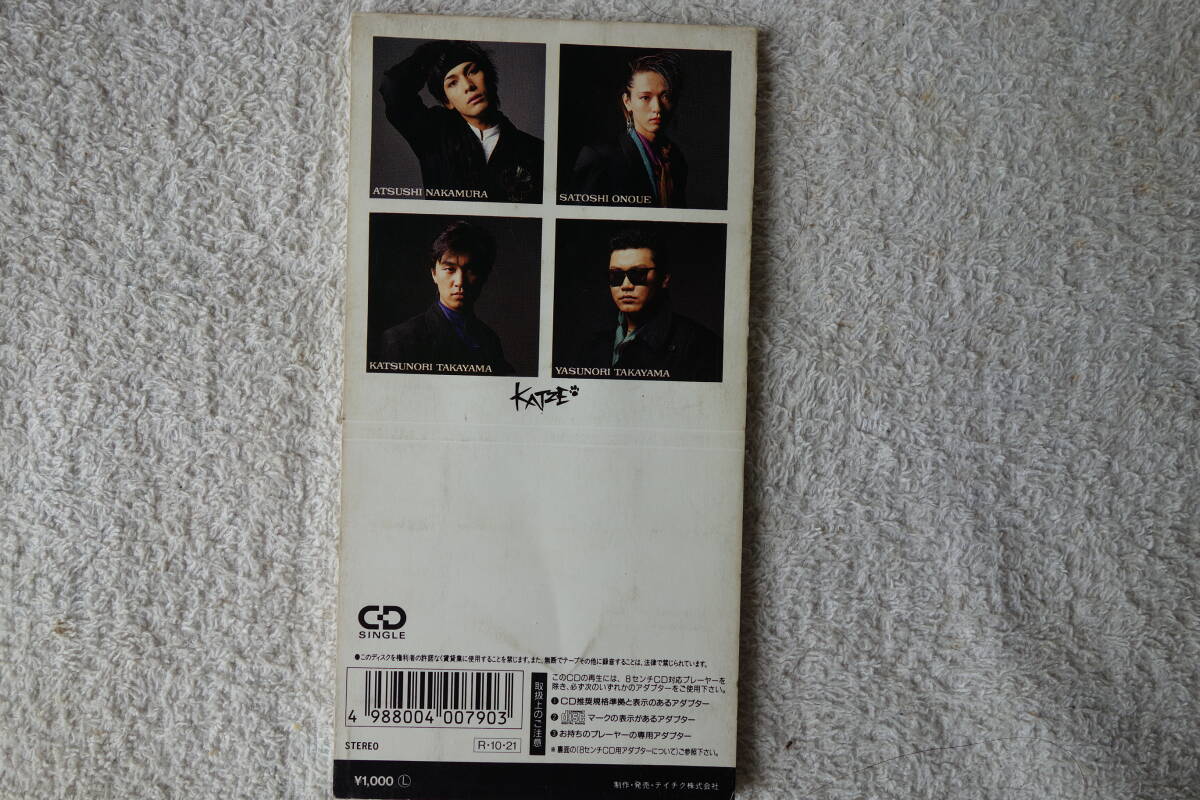 ATSUSHI NAKAMURA
SATOSHI ONOUE
KATSUNORI TAKAYAMA
YASUNORI TAKAYAMA
KATZE
CD
SINGLE
●このディスクを権利者の許諾なく賃貸業に使用することを禁じます。また、無断でテープその他に録音することは、法律で禁じられています。
4 988004 007903
STEREO
R・10・21
取扱上のご注意
このCDの再生には、8センチCD対応プレーヤーを
除き、必ず次のいずれかのアダプターをご使用下さい。
❶CD推奨規格準拠と表示のあるアダプター
❷ disc マークの表示があるアダプター
❸お持ちのプレーヤーの専用アダプター
※裏面の(8センチCD用アダプターについて)ご参照下さい。
¥1,000 Ⓛ
制作・発売・テイチク株式会社